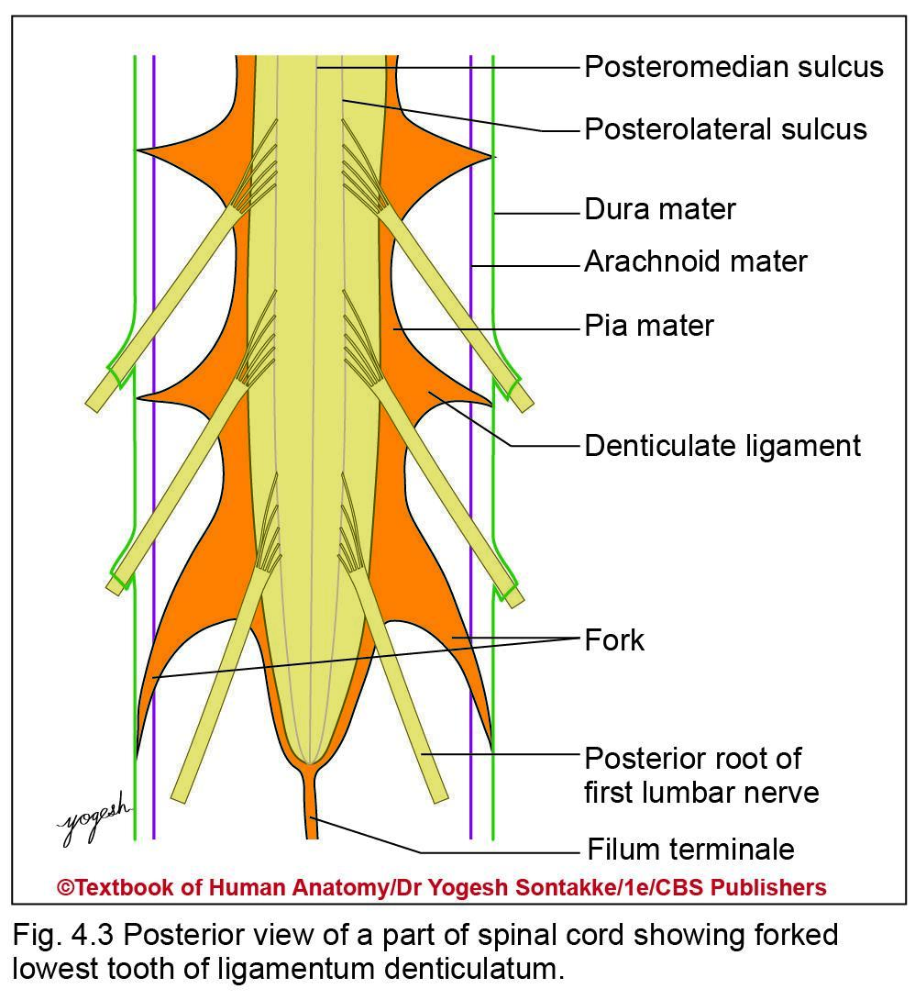 Posteromedian sulcus
Posterolateral sulcus
Dura mater
Arachnoid mater
Pia mater
Denticulate ligament
Fork
Posterior root of
first lumbar nerve
Filum terminale
yogesh
©Textbook of Human Anatomy/Dr Yogesh Sontakke/1e/CBS Publishers
Fig. 4.3 Posterior view of a part of spinal cord showing forked
lowest tooth of ligamentum denticulatum.